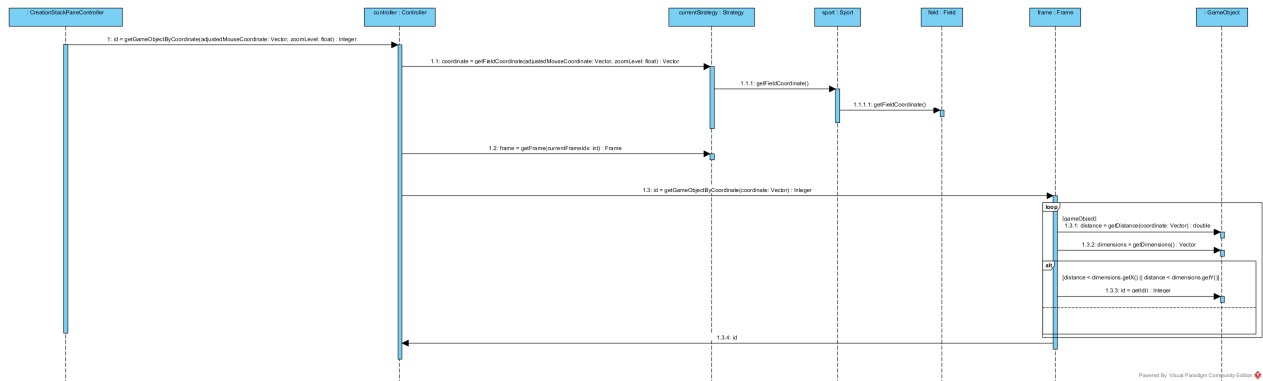 : CreationStackPaneController
controller : Controller
currentStrategy : Strategy
sport : Sport
field : Field
frame : Frame
GameObject
1: id = getGameObjectByCoordinate(adjustedMouseCoordinate: Vector, zoomLevel: float) : Integer
1.1: coordinate = getFieldCoordinate(adjustedMouseCoordinate: Vector, zoomLevel: float) : Vector
1.1.1: getFieldCoordinate()
1.1.1.1: getFieldCoordinate()
1.2: frame = getFrame(currentFrameIdx: int) : Frame
1.3: id = getGameObjectByCoordinate(coordinate: Vector) : Integer
loop
[gameObject]
1.3.1: distance = getDistance(coordinate: Vector) : double
1.3.2: dimensions = getDimensions() : Vector
alt
[distance < dimensions.getX() || distance < dimensions.getY()]
1.3.3: id = getId() : Integer
1.3.4: id
Powered By Visual Paradigm Community Edition